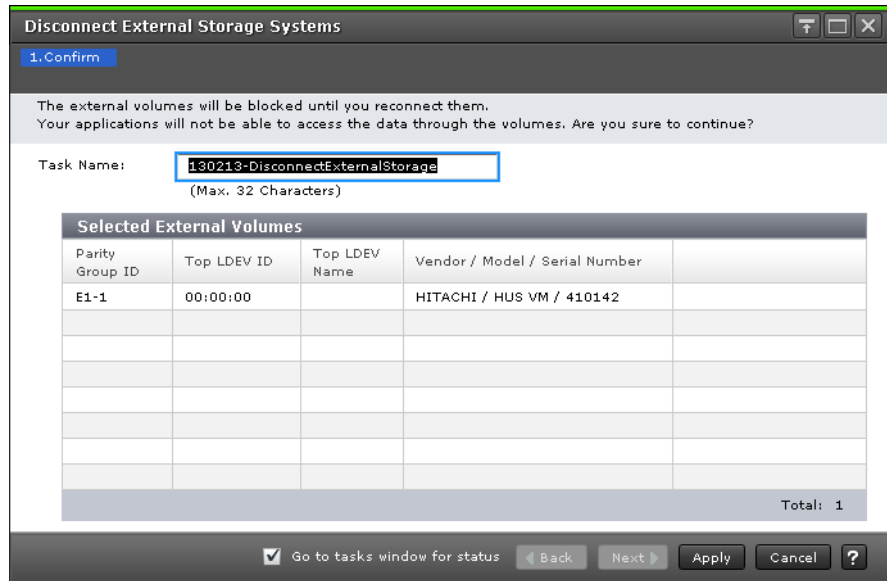 Disconnect External Storage Systems
1.Confirm
The external volumes will be blocked until you reconnect them.
Your applications will not be able to access the data through the volumes. Are you sure to continue?
Task Name: 130213-DisconnectExternalStorage
(Max. 32 Characters)
Selected External Volumes
Parity Group ID Top LDEV ID Top LDEV Name Vendor / Model / Serial Number
E1-1 00:00:00 HITACHI / HUS VM / 410142
Total: 1
Go to tasks window for status Back Next Apply Cancel ?